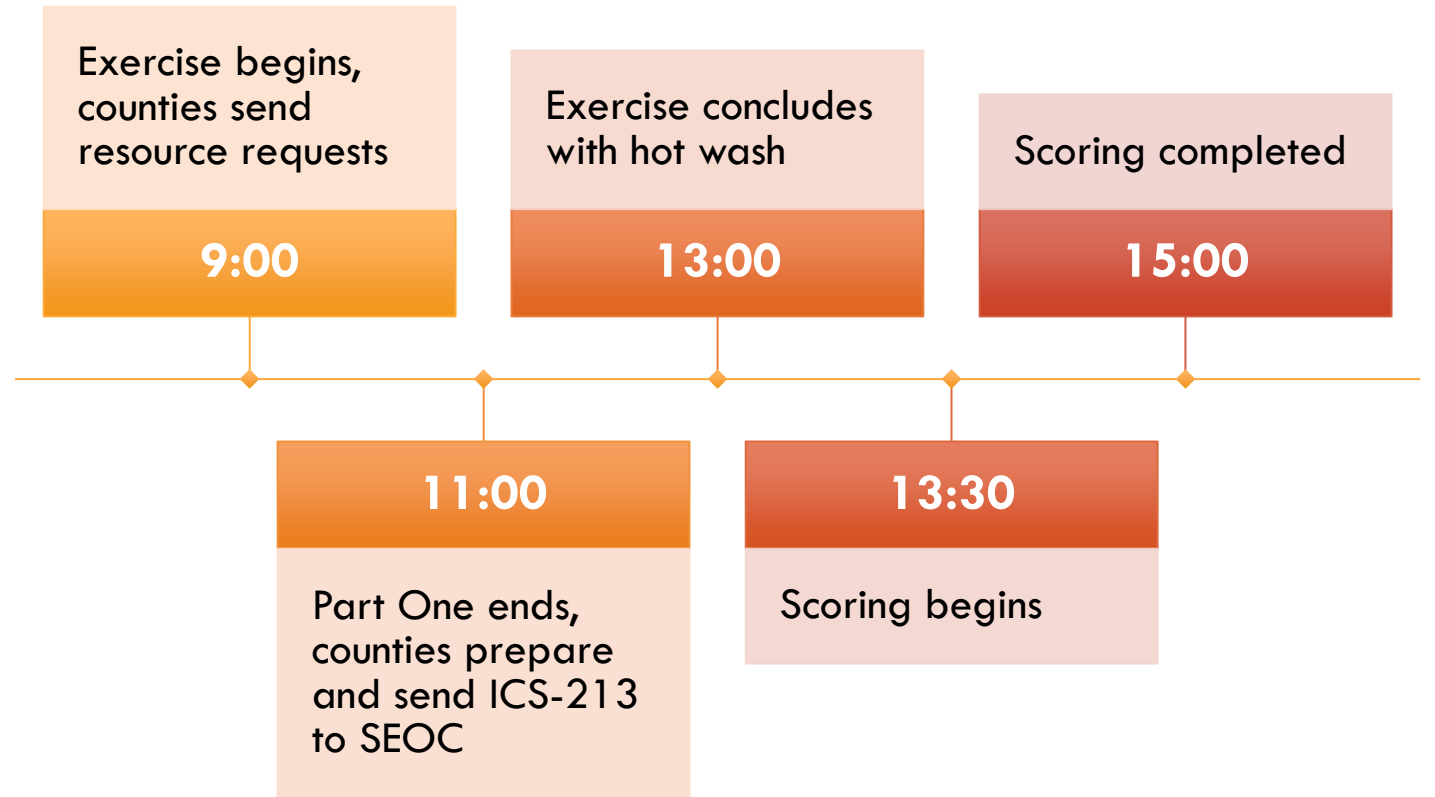 Exercise begins,
counties send
resource requests
9:00
11:00
Part One ends,
counties prepare
and send ICS-213
to SEOC
Exercise concludes
with hot wash
13:00
13:30
Scoring begins
Scoring completed
15:00